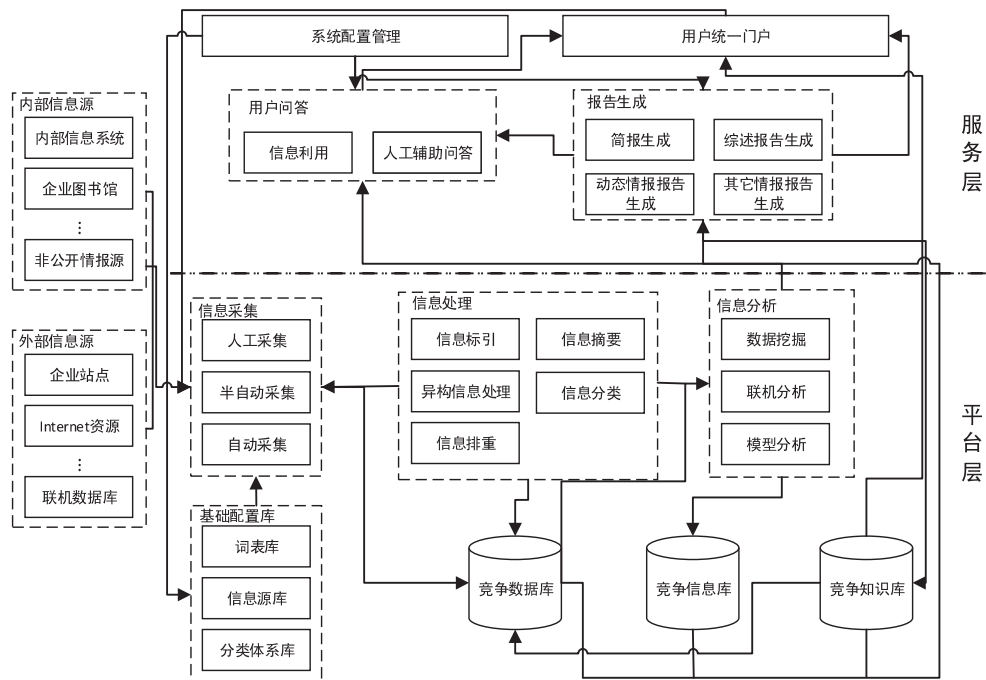 系统配置管理
用户统一门户
内部信息源
内部信息系统
企业图书馆
⋮
非公开情报源
用户问答
信息利用
人工辅助问答
报告生成
简报生成
综述报告生成
动态情报报告
生成
其它情报报告
生成
服
务
层
外部信息源
企业站点
Internet资源
⋮
联机数据库
信息采集
人工采集
半自动采集
自动采集
信息处理
信息标引
信息摘要
异构信息处理
信息分类
信息排重
信息分析
数据挖掘
联机分析
模型分析
平
台
层
基础配置库
词表库
信息源库
分类体系库
竞争数据库
竞争信息库
竞争知识库